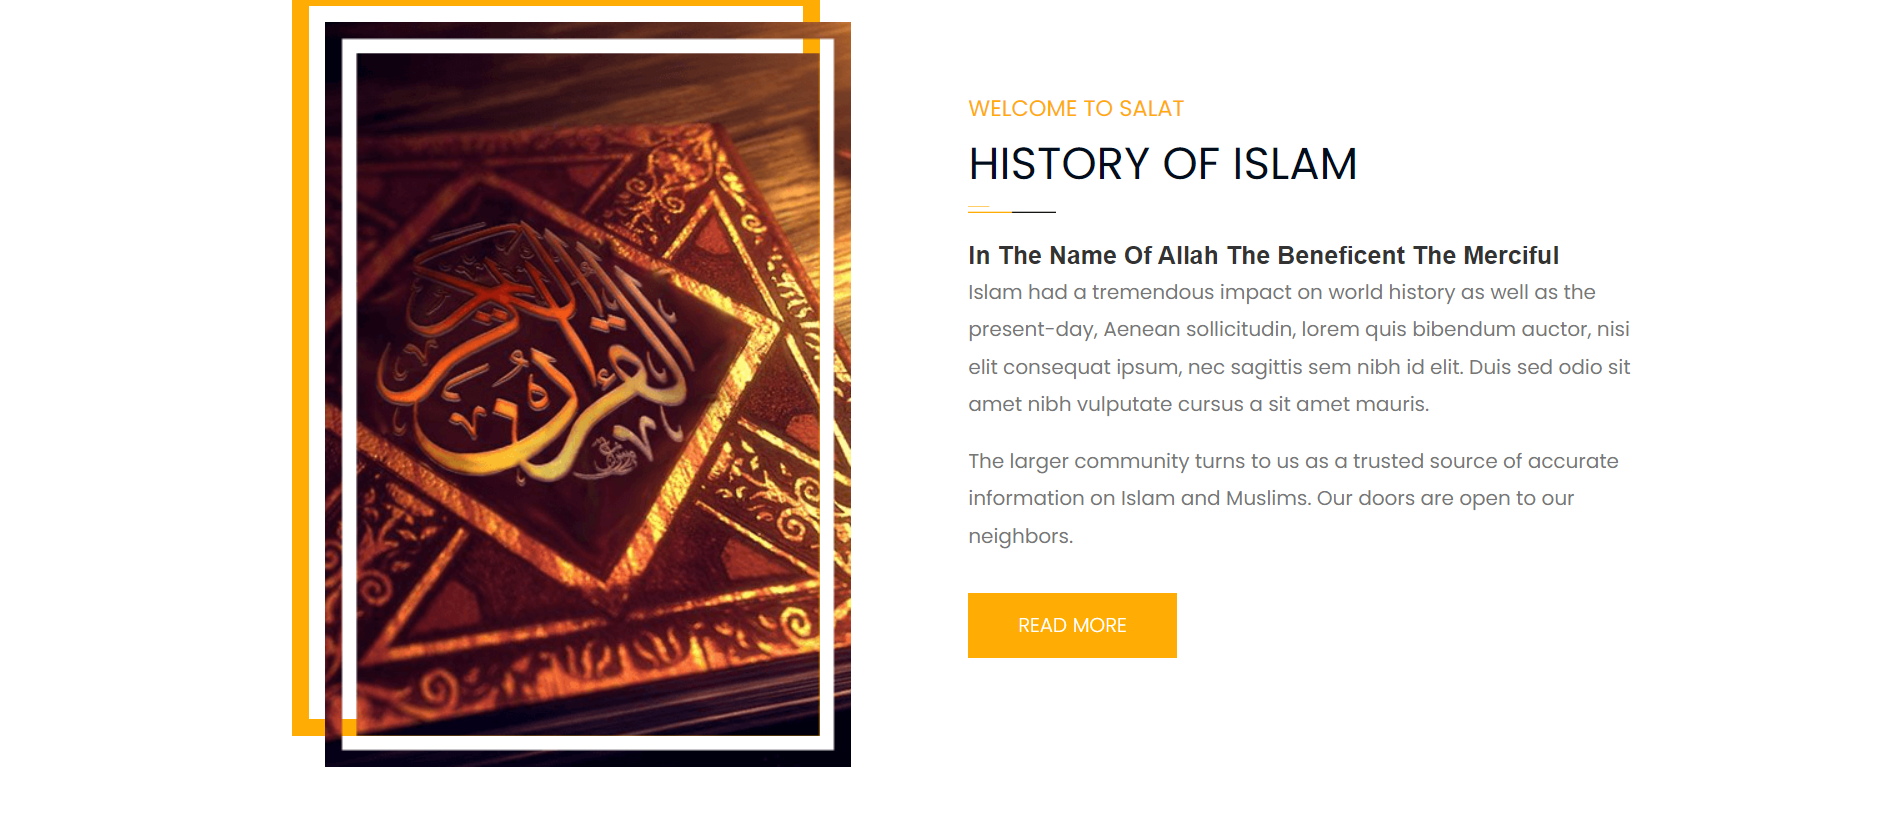 القرآن الكريم
WELCOME TO SALAT
HISTORY OF ISLAM
In The Name Of Allah The Beneficent The Merciful
Islam had a tremendous impact on world history as well as the
present-day, Aenean sollicitudin, lorem quis bibendum auctor, nisi
elit consequat ipsum, nec sagittis sem nibh id elit. Duis sed odio sit
amet nibh vulputate cursus a sit amet mauris.
The larger community turns to us as a trusted source of accurate
information on Islam and Muslims. Our doors are open to our
neighbors.
READ MORE